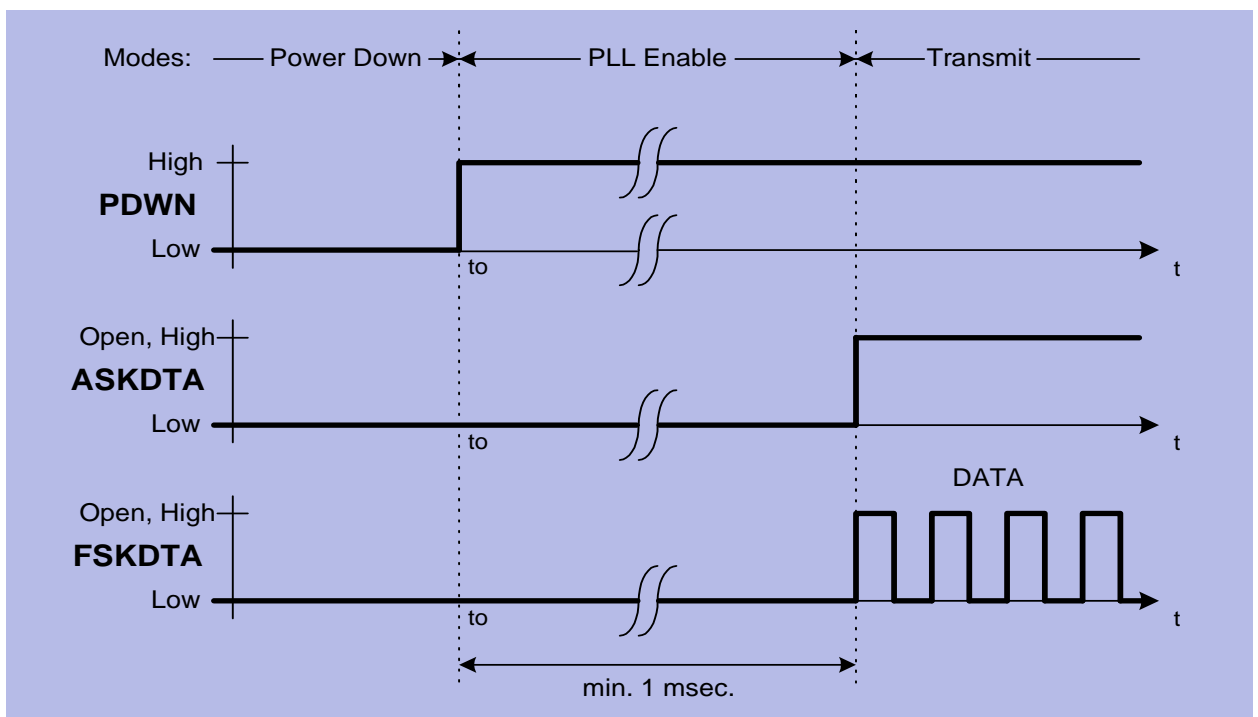 Modes: Power Down PLL Enable Transmit
High
PDWN
Low
to
t
Open, High
ASKDTA
Low
to
t
DATA
Open, High
FSKDTA
Low
to
t
min. 1 msec.